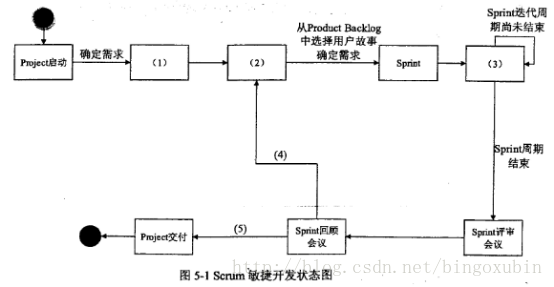 从Product Backlog
中选择用户故事
确定需求
Sprint迭代周
期尚未结束
Project启动
确定需求
(1)
(2)
Sprint
(3)
(4)
Sprint周期
结束
(5)
Project交付
Sprint回顾
会议
Sprint评审
会议
http://blog.csdn.net/bingoxubin
图 5-1 Scrum 敏捷开发状态图